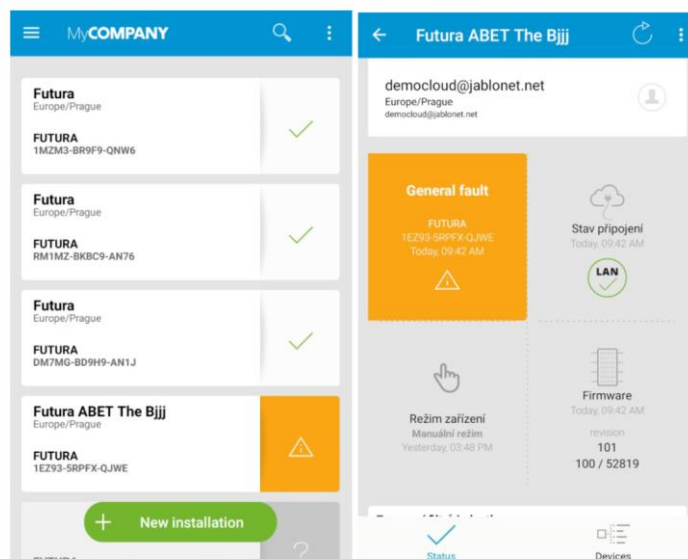 MyCOMPANY
Futura
Europe/Prague
FUTURA
1MZM3-BR9F9-QNW6
Futura
Europe/Prague
FUTURA
RM1MZ-BKBC9-AN76
Futura
Europe/Prague
FUTURA
DM7MG-BD9H9-AN1J
Futura ABET The Bjjj
Europe/Prague
FUTURA
1EZ93-5RPFX-QJWE
+ New installation
?
Futura ABET The Bjjj
democloud@jablonet.net
Europe/Prague
democloud@jablonet.net
General fault
FUTURA
1EZ93-5RPFX-QJWE
Today, 09:42 AM
Stav připojení
Today, 09:42 AM
LAN
Režim zařízení
Manuální režim
Yesterday, 03:48 PM
Firmware
Today, 09:42 AM
revision
101
100 / 52819
Status
Devices